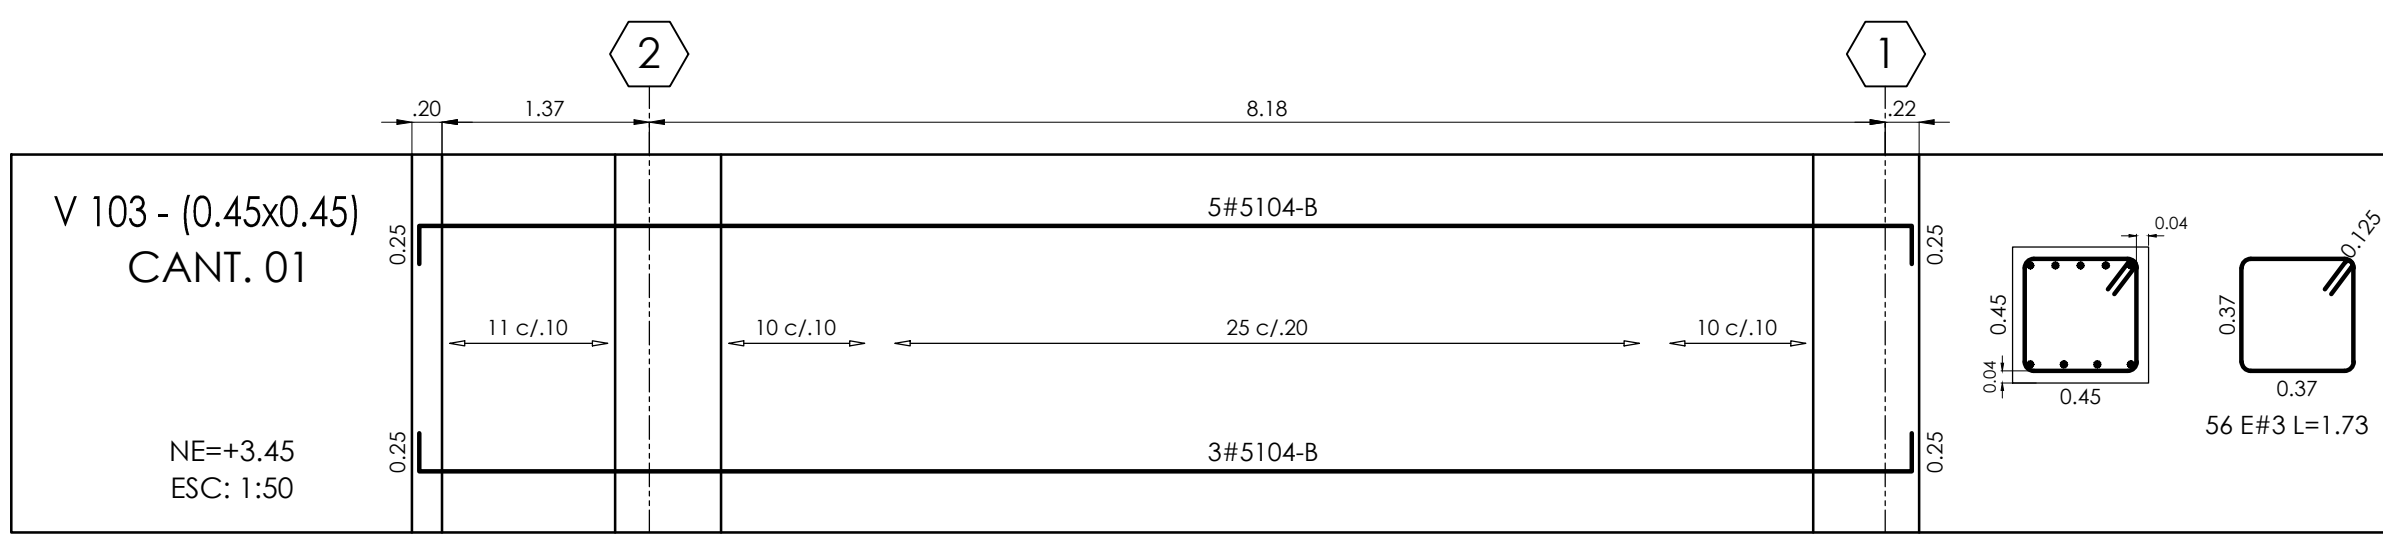 2
1
.20
1.37
8.18
.22
V 103 - (0.45x0.45)
CANT. 01
0.25
5#5104-B
0.25
0.04
0.125
11 c/.10
10 c/.10
25 c/.20
10 c/.10
0.45
0.04
0.45
0.37
0.37
56 E#3 L=1.73
NE=+3.45
ESC: 1:50
0.25
3#5104-B
0.25